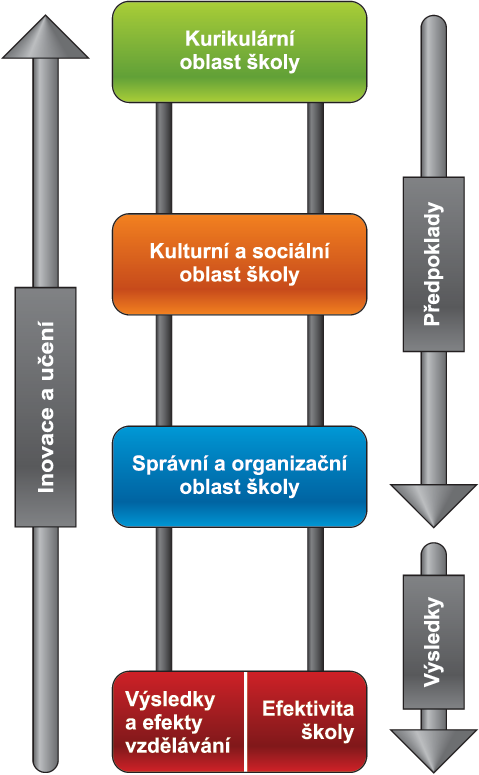 Kurikulární
oblast školy
Kulturní a sociální
oblast školy
Správní a organizační
oblast školy
Výsledky
a efekty
vzdělávání
Efektivita
školy
Inovace a učení
Předpoklady
Výsledky